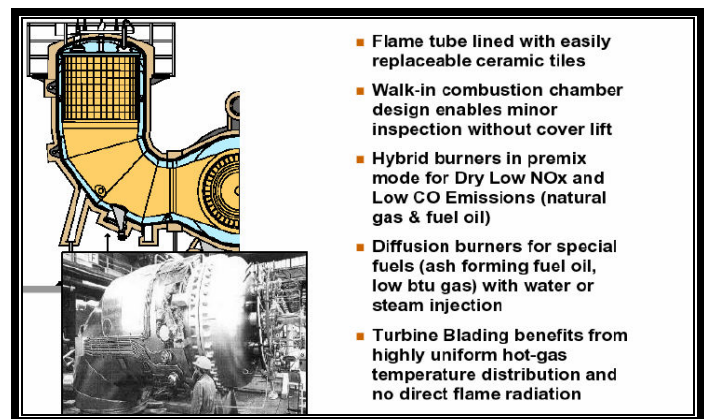 Flame tube lined with easily
replaceable ceramic tiles
Walk-in combustion chamber
design enables minor
inspection without cover lift
Hybrid burners in premix
mode for Dry Low NOx and
Low CO Emissions (natural
gas & fuel oil)
Diffusion burners for special
fuels (ash forming fuel oil,
low btu gas) with water or
steam injection
Turbine Blading benefits from
highly uniform hot-gas
temperature distribution and
no direct flame radiation